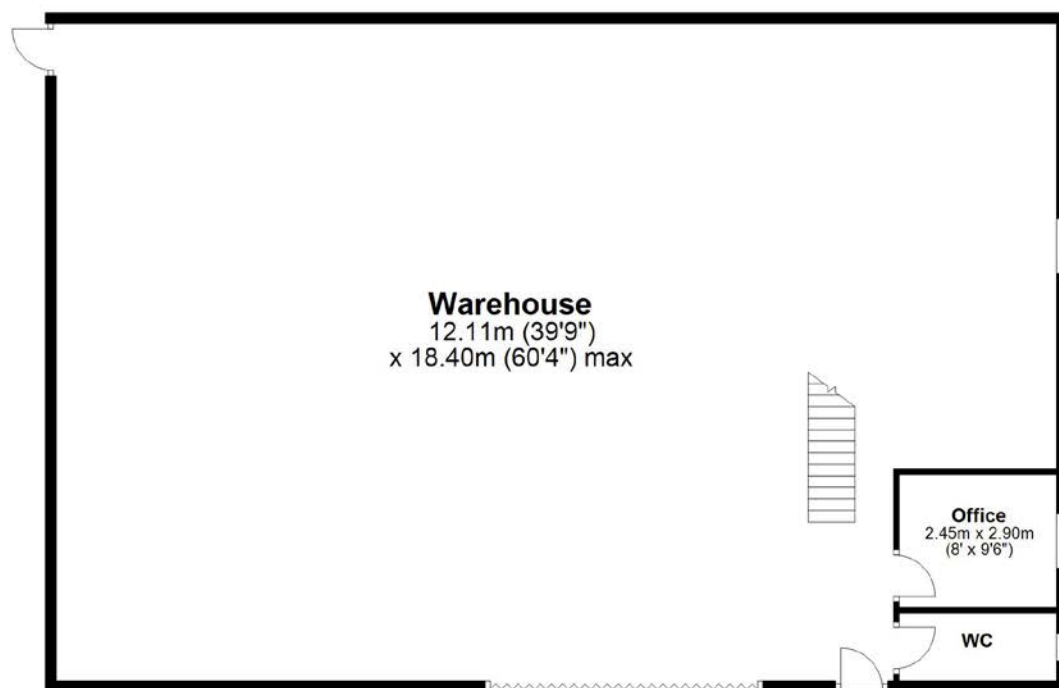 Warehouse
12.11m (39'9")
x 18.40m (60'4") max
Office
2.45m x 2.90m
(8' x 9'6")
WC